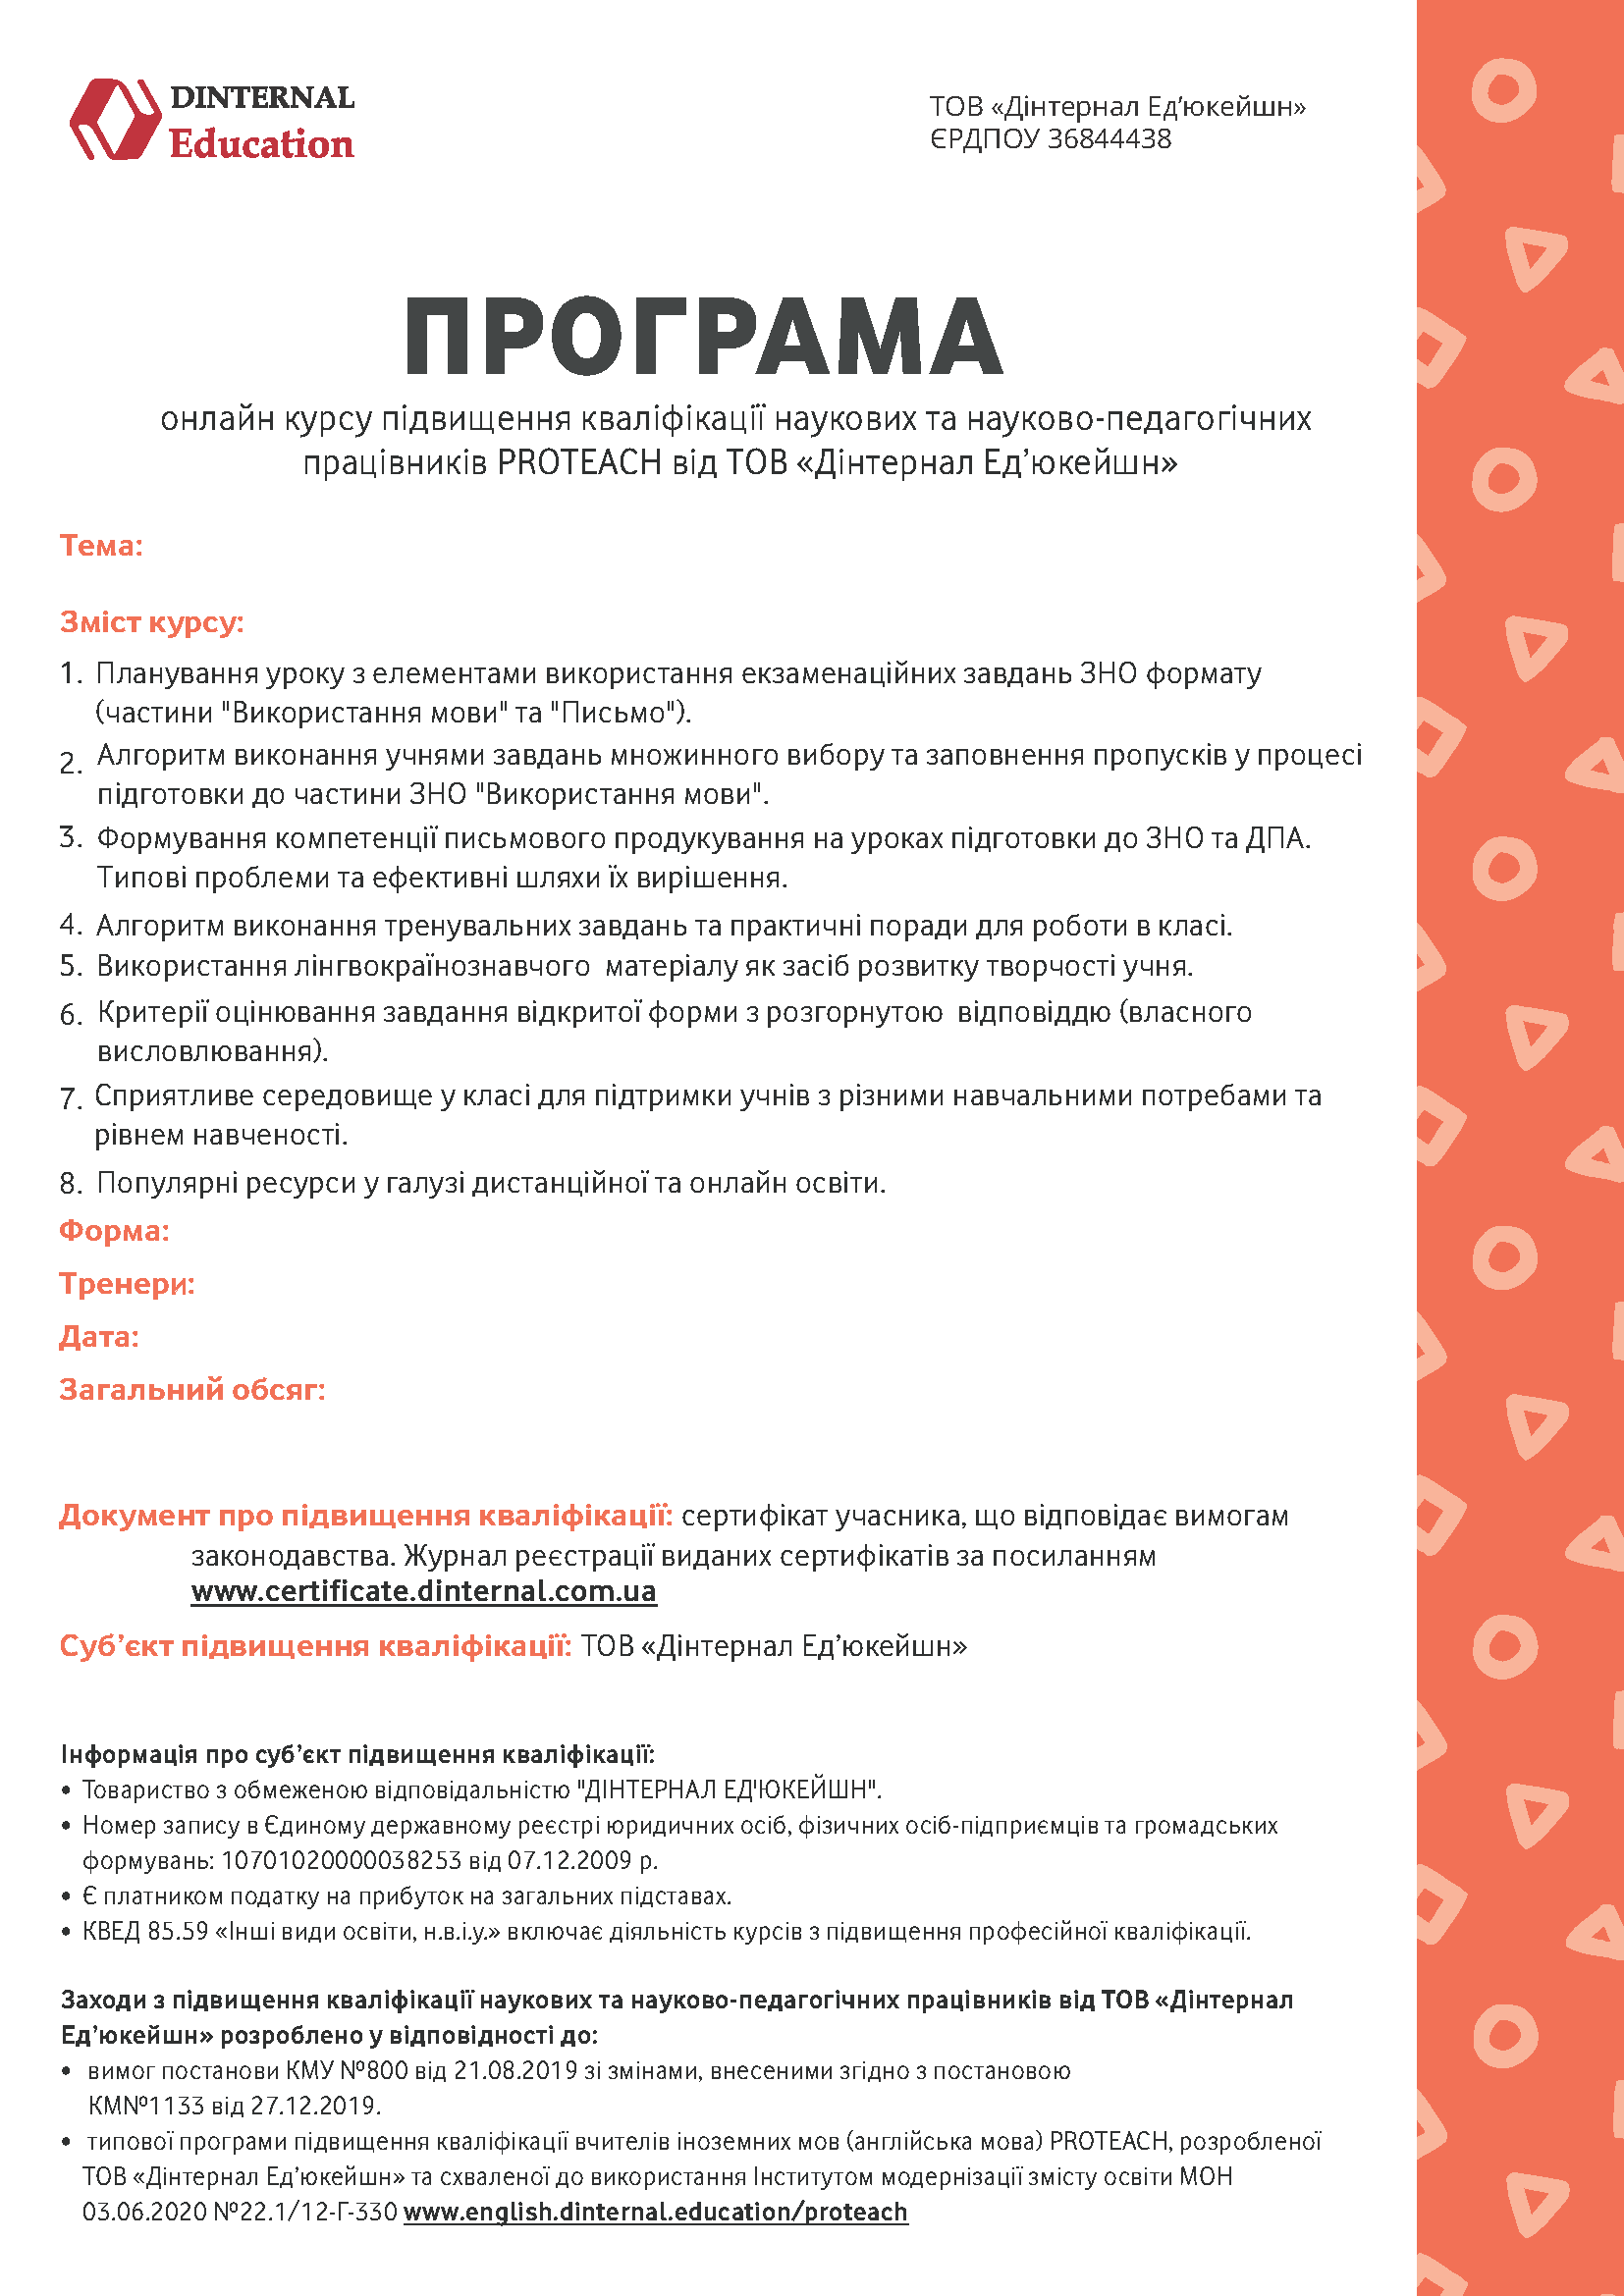 DINTERNAL
Education
ТОВ «Дінтернал Ед’юкейшн»
ЄРДПОУ 36844438
ПРОГРАМА
онлайн курсу підвищення кваліфікації наукових та науково-педагогічних
працівників PROTEACH від ТОВ «Дінтернал Ед’юкейшн»
Тема:
Зміст курсу:
1. Планування уроку з елементами використання екзаменаційних завдань ЗНО формату
(частини "Використання мови" та "Письмо").
2. Алгоритм виконання учнями завдань множинного вибору та заповнення пропусків у процесі
підготовки до частини ЗНО "Використання мови".
3. Формування компетенції письмового продукування на уроках підготовки до ЗНО та ДПА.
Типові проблеми та ефективні шляхи їх вирішення.
4. Алгоритм виконання тренувальних завдань та практичні поради для роботи в класі.
5. Використання лінгвокраїнознавчого матеріалу як засіб розвитку творчості учня.
6. Критерії оцінювання завдання відкритої форми з розгорнутою відповіддю (власного
висловлювання).
7. Сприятливе середовище у класі для підтримки учнів з різними навчальними потребами та
рівнем навченості.
8. Популярні ресурси у галузі дистанційної та онлайн освіти.
Форма:
Тренери:
Дата:
Загальний обсяг:
Документ про підвищення кваліфікації: сертифікат учасника, що відповідає вимогам
законодавства. Журнал реєстрації виданих сертифікатів за посиланням
www.certificate.dinternal.com.ua
Суб’єкт підвищення кваліфікації: ТОВ «Дінтернал Ед’юкейшн»
Інформація про суб’єкт підвищення кваліфікації:
• Товариство з обмеженою відповідальністю "ДІНТЕРНАЛ ЕД'ЮКЕЙШН".
• Номер запису в Єдиному державному реєстрі юридичних осіб, фізичних осіб-підприємців та громадських
формувань: 10701020000038253 від 07.12.2009 р.
• Є платником податку на прибуток на загальних підставах.
• КВЕД 85.59 «Інші види освіти, н.в.і.у.» включає діяльність курсів з підвищення професійної кваліфікації.
Заходи з підвищення кваліфікації наукових та науково-педагогічних працівників від ТОВ «Дінтернал
Ед’юкейшн» розроблено у відповідності до:
• вимог постанови КМУ №800 від 21.08.2019 зі змінами, внесеними згідно з постановою
КМ№1133 від 27.12.2019.
• типової програми підвищення кваліфікації вчителів іноземних мов (англійська мова) PROTEACH, розробленої
ТОВ «Дінтернал Ед’юкейшн» та схваленої до використання Інститутом модернізації змісту освіти МОН
03.06.2020 №22.1/12-Г-330 www.english.dinternal.education/proteach